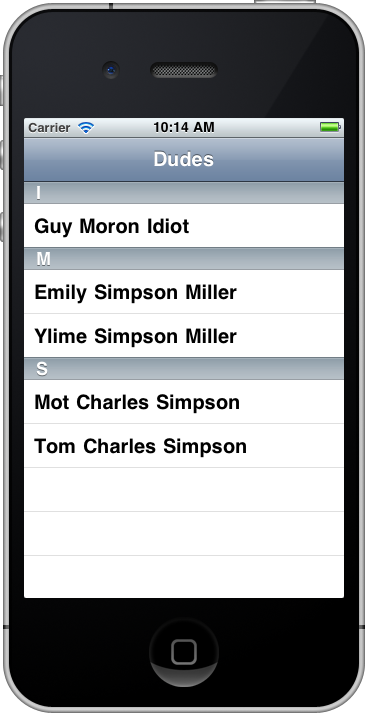 Carrier 10:14 AM
Dudes
I
Guy Moron Idiot
M
Emily Simpson Miller
Ylime Simpson Miller
S
Mot Charles Simpson
Tom Charles Simpson